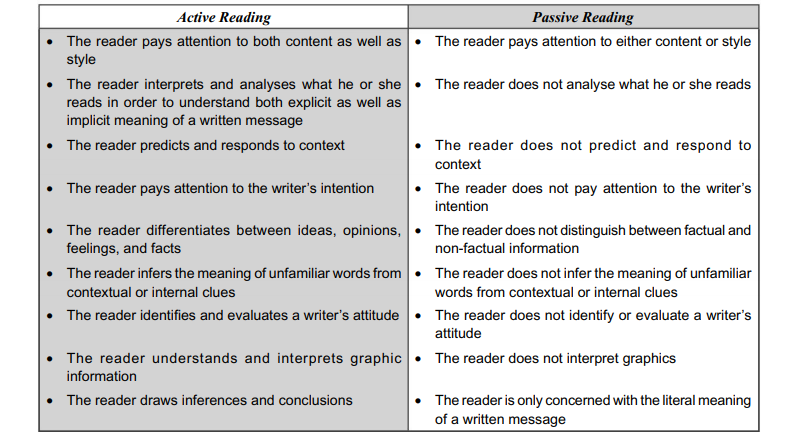 Active Reading
Passive Reading
• The reader pays attention to both content as well as
style
• The reader pays attention to either content or style
• The reader interprets and analyses what he or she
reads in order to understand both explicit as well as
implicit meaning of a written message
• The reader does not analyse what he or she reads
• The reader predicts and responds to context
• The reader does not predict and respond to
context
• The reader pays attention to the writer's intention
• The reader does not pay attention to the writer's
intention
• The reader differentiates between ideas, opinions,
feelings, and facts
• The reader does not distinguish between factual and
non-factual information
• The reader infers the meaning of unfamiliar words from
contextual or internal clues
• The reader does not infer the meaning of unfamiliar
words from contextual or internal clues
• The reader identifies and evaluates a writer's attitude
• The reader does not identify or evaluate a writer's
attitude
• The reader understands and interprets graphic
information
• The reader does not interpret graphics
• The reader draws inferences and conclusions
• The reader is only concerned with the literal meaning
of a written message